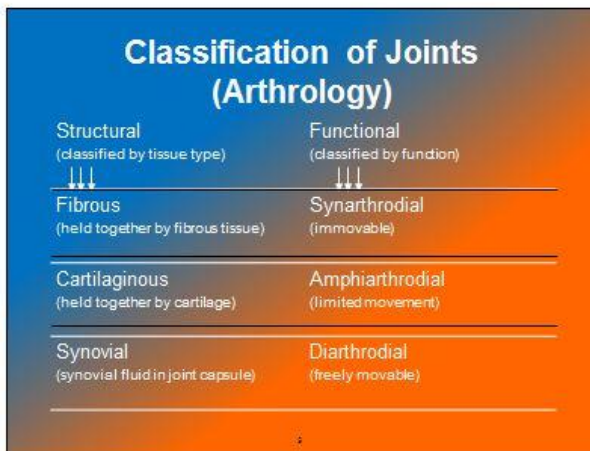 Classification of Joints
(Arthrology)
Structural
(classified by tissue type)
Functional
(classified by function)
Fibrous
(held together by fibrous tissue)
Synarthrodial
(immovable)
Cartilaginous
(held together by cartilage)
Amphiarthrodial
(limited movement)
Synovial
(synovial fluid in joint capsule)
Diarthrodial
(freely movable)